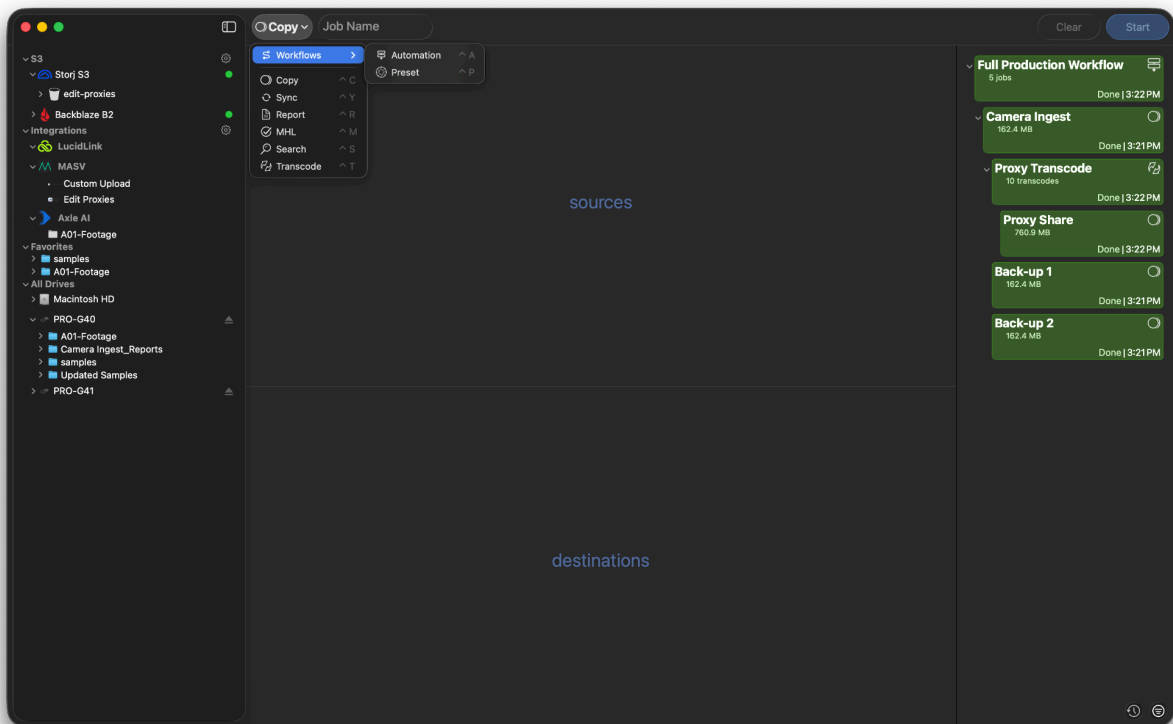 Copy
Job Name
Clear
Start
S3
Storj S3
edit-proxies
Backblaze B2
Integrations
LucidLink
MASV
Custom Upload
Edit Proxies
Axle AI
A01-Footage
Favorites
samples
A01-Footage
All Drives
Macintosh HD
PRO-G40
A01-Footage
Camera Ingest_Reports
samples
Updated Samples
PRO-G41
Workflows
Copy ^ C
Sync ^ Y
Report ^ R
MHL ^ M
Search ^ S
Transcode ^ T
Automation ^ A
Preset ^ P
sources
destinations
Full Production Workflow
5 jobs
Done | 3:22 PM
Camera Ingest
162.4 MB
Done | 3:21 PM
Proxy Transcode
10 transcodes
Done | 3:22 PM
Proxy Share
760.9 MB
Done | 3:22 PM
Back-up 1
162.4 MB
Done | 3:21 PM
Back-up 2
162.4 MB
Done | 3:21 PM